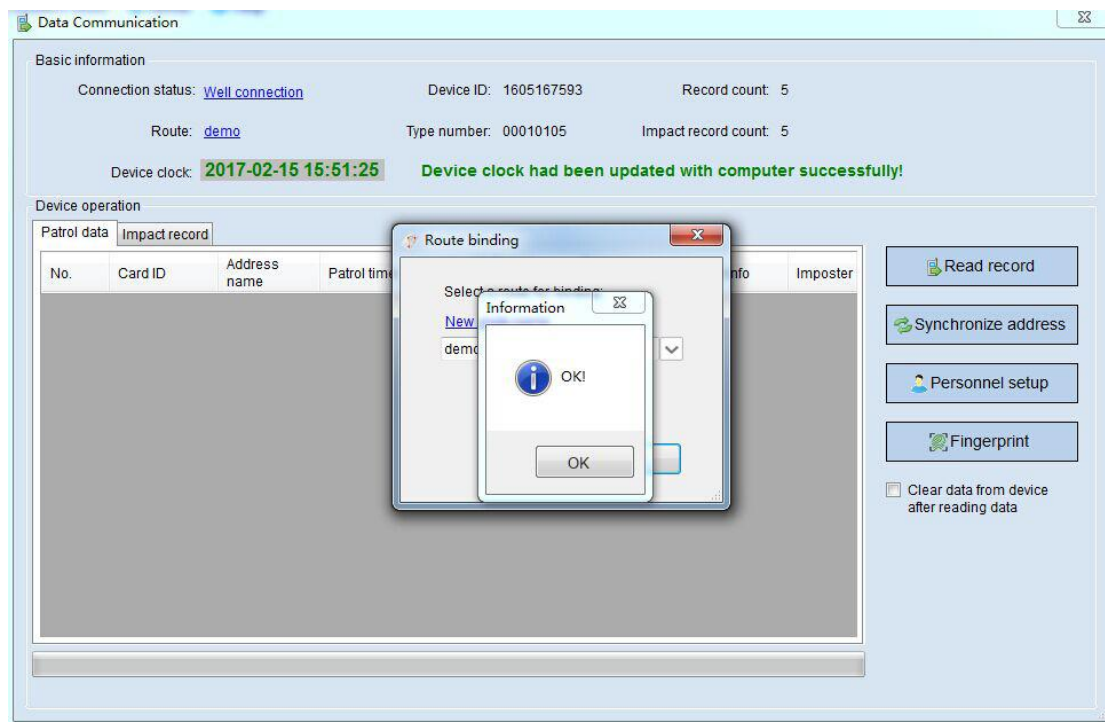 Data Communication
Basic information
Connection status: Well connection Device ID: 1605167593 Record count: 5
Route: demo Type number: 00010105 Impact record count: 5
Device clock: 2017-02-15 15:51:25 Device clock had been updated with computer successfully!
Device operation
Patrol data Impact record
No. Card ID Address name Patrol time Imposter
Route binding
Select a route for binding:
New
demo
Information
OK!
OK
Read record
Synchronize address
Personnel setup
Fingerprint
Clear data from device
after reading data